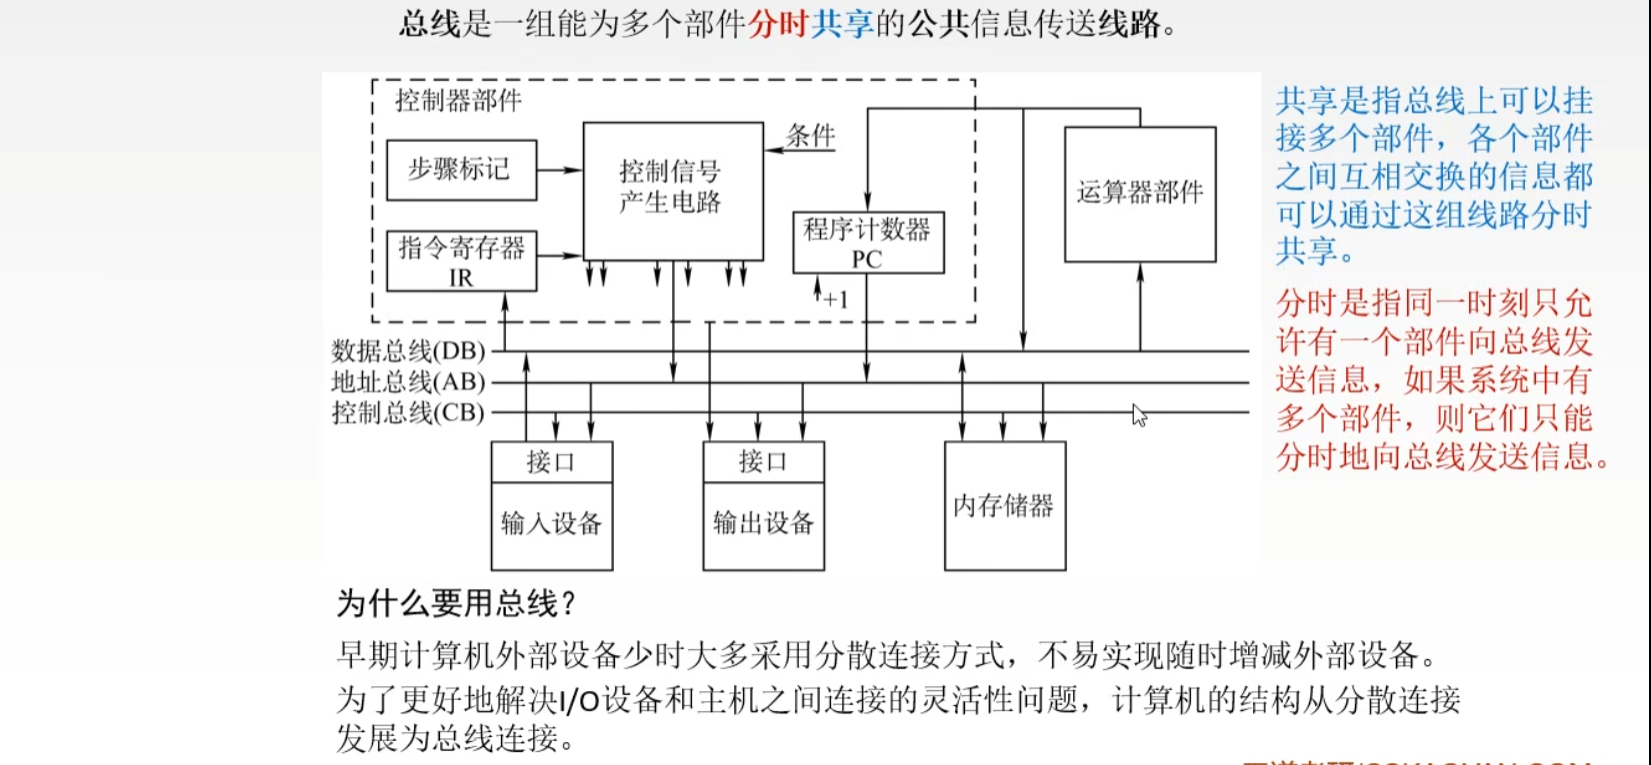 总线是一组能为多个部件分时共享的公共信息传送线路。
控制器部件
步骤标记
控制信号
产生电路
条件
指令寄存器
IR
程序计数器
PC
+1
运算器部件
数据总线(DB)
地址总线(AB)
控制总线(CB)
接口
输入设备
接口
输出设备
内存储器
共享是指总线上可以挂
接多个部件，各个部件
之间互相交换的信息都
可以通过这组线路分时
共享。
分时是指同一时刻只允
许有一个部件向总线发
送信息，如果系统中有
多个部件，则它们只能
分时地向总线发送信息。
为什么要用总线？
早期计算机外部设备少时大多采用分散连接方式，不易实现随时增减外部设备。
为了更好地解决I/O设备和主机之间连接的灵活性问题，计算机的结构从分散连接
发展为总线连接。